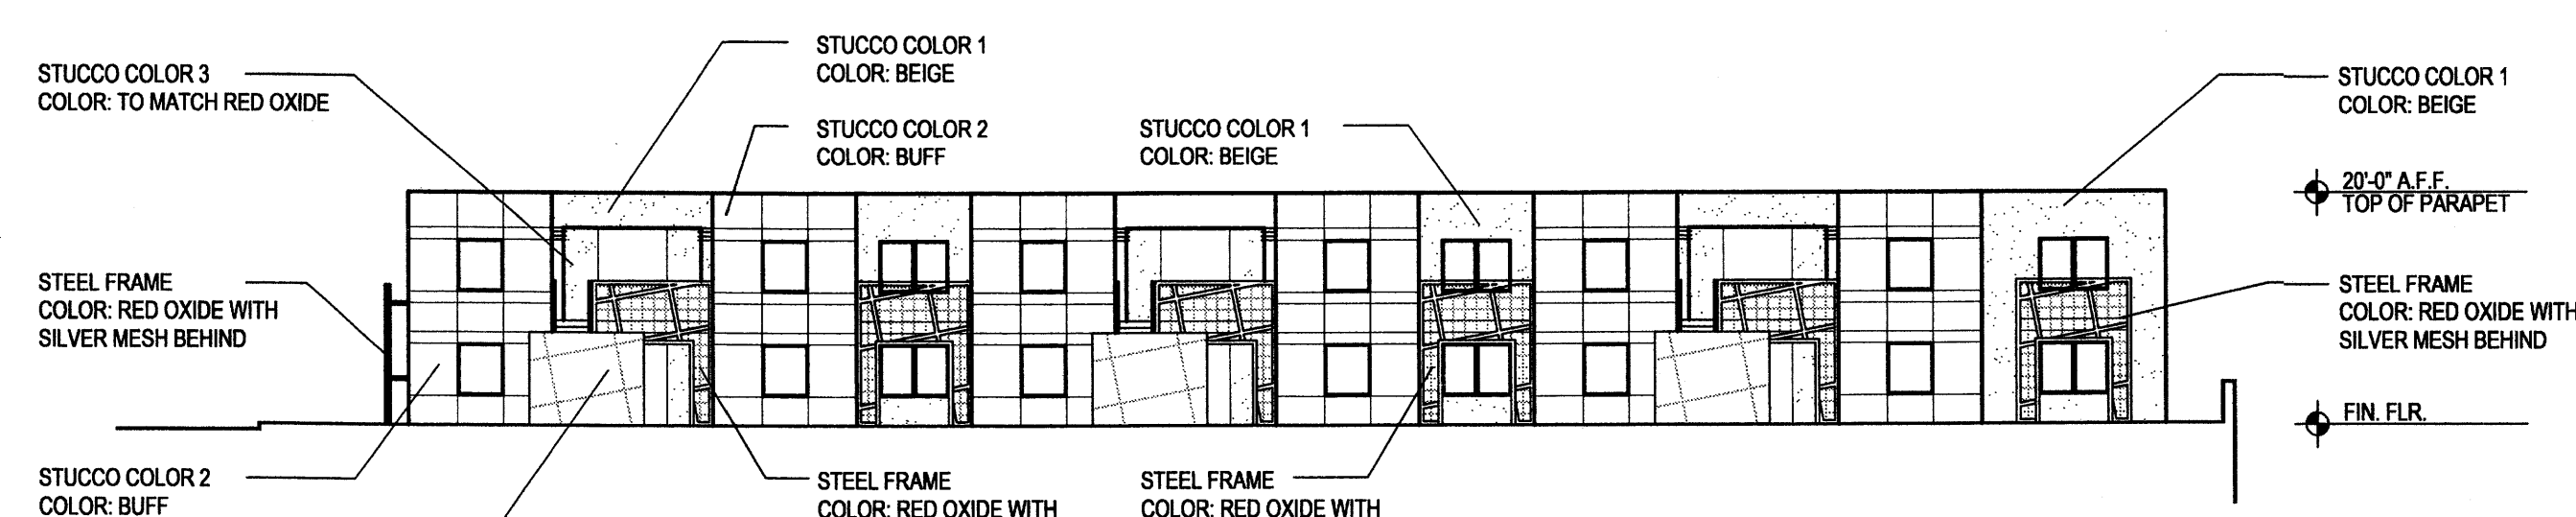 STUCCO COLOR 3
COLOR: TO MATCH RED OXIDE
STUCCO COLOR 1
COLOR: BEIGE
STUCCO COLOR 2
COLOR: BUFF
STUCCO COLOR 1
COLOR: BEIGE
STUCCO COLOR 1
COLOR: BEIGE
20'-0" A.F.F.
TOP OF PARAPET
STEEL FRAME
COLOR: RED OXIDE WITH
SILVER MESH BEHIND
STEEL FRAME
COLOR: RED OXIDE WITH
SILVER MESH BEHIND
FIN. FLR.
STUCCO COLOR 2
COLOR: BUFF
STEEL FRAME
COLOR: RED OXIDE WITH
STEEL FRAME
COLOR: RED OXIDE WITH